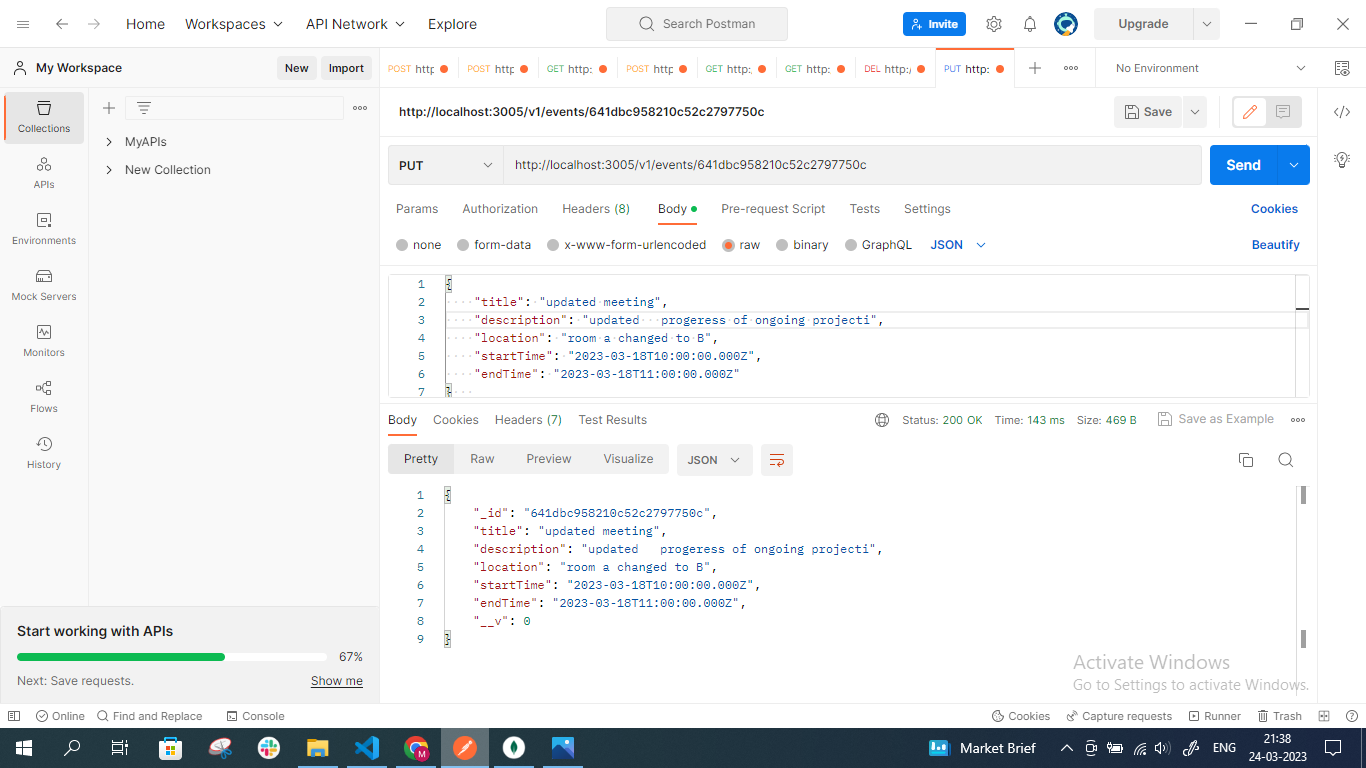 Home Workspaces API Network Explore Search Postman Invite Upgrade
My Workspace New Import POST http POST http GET http: POST http GET http: GET http: DEL http:/ PUT http: No Environment
http://localhost:3005/v1/events/641dbc958210c52c2797750c Save
Collections
APIs
Environments
Mock Servers
Monitors
Flows
History
MyAPIs
New Collection
PUT http://localhost:3005/v1/events/641dbc958210c52c2797750c Send
Params Authorization Headers (8) Body Pre-request Script Tests Settings Cookies
none form-data x-www-form-urlencoded raw binary GraphQL JSON Beautify
1 {
2 "title": "updated meeting",
3 "description": "updated   progeress of ongoing projecti",
4 "location": "room a changed to B",
5 "startTime": "2023-03-18T10:00:00.000Z",
6 "endTime": "2023-03-18T11:00:00.000Z"
7 }
Body Cookies Headers (7) Test Results Status: 200 OK Time: 143 ms Size: 469 B Save as Example
Pretty Raw Preview Visualize JSON
1 {
2 "_id": "641dbc958210c52c2797750c",
3 "title": "updated meeting",
4 "description": "updated   progeress of ongoing projecti",
5 "location": "room a changed to B",
6 "startTime": "2023-03-18T10:00:00.000Z",
7 "endTime": "2023-03-18T11:00:00.000Z",
8 "__v": 0
9 }
Start working with APIs
67%
Next: Save requests. Show me
Activate Windows
Go to Settings to activate Windows.
Online Find and Replace Console Cookies Capture requests Runner Trash
M
Market Brief ENG 21:38
24-03-2023